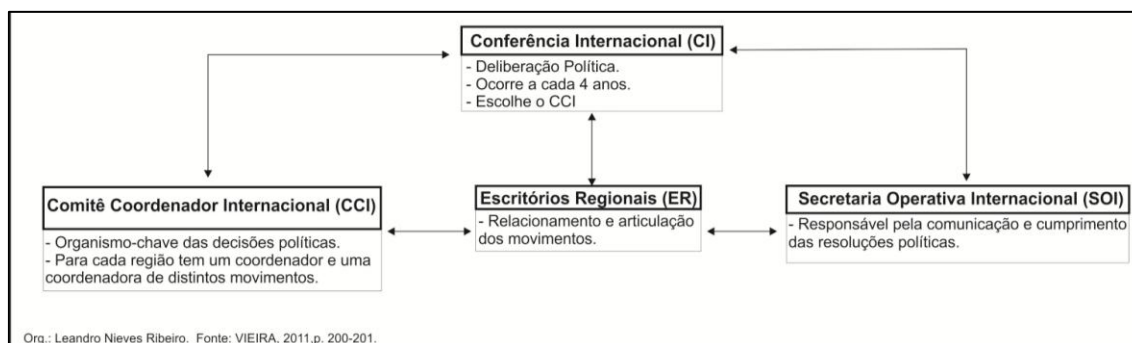 Conferência Internacional (CI)
- Deliberação Política.
- Ocorre a cada 4 anos.
- Escolhe o CCI
Comitê Coordenador Internacional (CCI)
- Organismo-chave das decisões políticas.
- Para cada região tem um coordenador e uma
coordenadora de distintos movimentos.
Escritórios Regionais (ER)
- Relacionamento e articulação
dos movimentos.
Secretaria Operativa Internacional (SOI)
- Responsável pela comunicação e cumprimento
das resoluções políticas.
Org.: Leandro Nieves Ribeiro. Fonte: VIEIRA, 2011,p. 200-201.